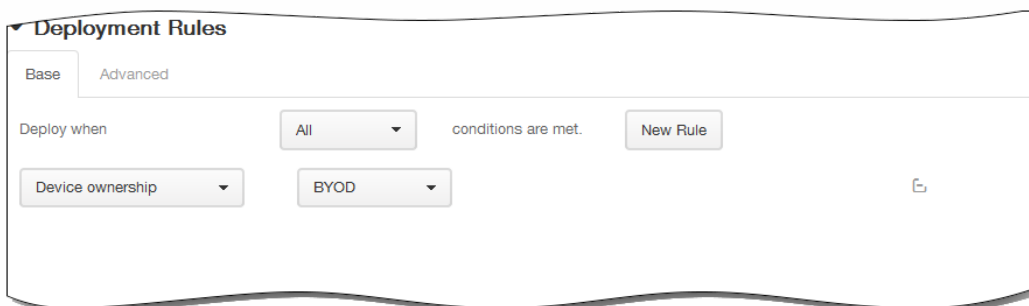 Deployment Rules
Base Advanced
Deploy when All conditions are met. New Rule
Device ownership BYOD